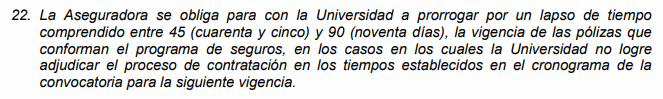 22. La Aseguradora se obliga para con la Universidad a prorrogar por un lapso de tiempo
comprendido entre 45 (cuarenta y cinco) y 90 (noventa días), la vigencia de las pólizas que
conforman el programa de seguros, en los casos en los cuales la Universidad no logre
adjudicar el proceso de contratación en los tiempos establecidos en el cronograma de la
convocatoria para la siguiente vigencia.